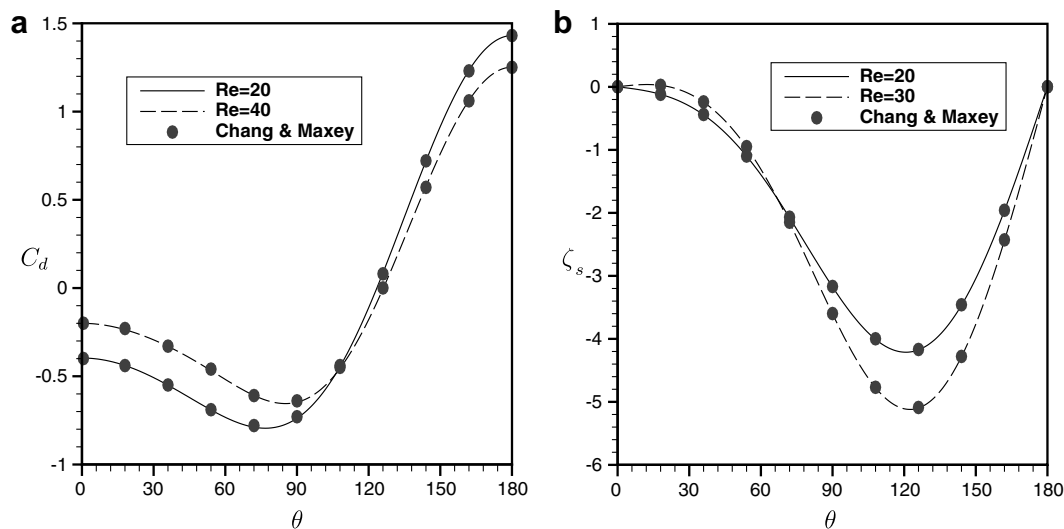 a
1.5
1
0.5
0
-0.5
-1
C_d
Re=20
Re=40
Chang & Maxey
0 30 60 90 120 150 180
θ
b
1
0
-1
-2
-3
-4
-5
-6
ζ_s
Re=20
Re=30
Chang & Maxey
0 30 60 90 120 150 180
θ